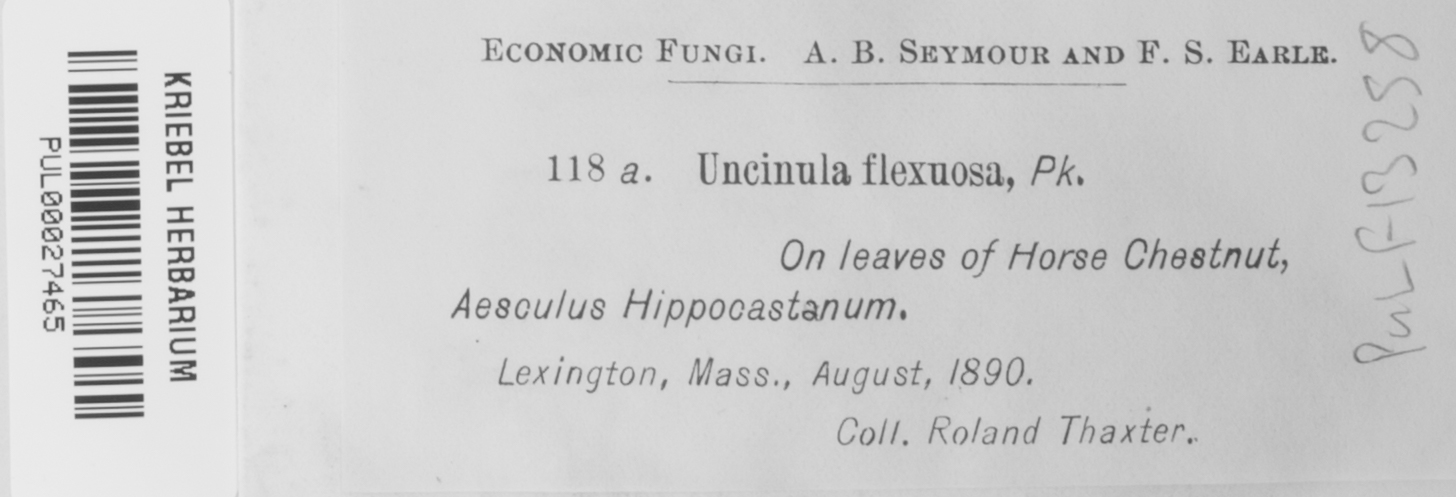 KRIEBEL HERBARIUM
PUL00027465
ECONOMIC FUNGI. A. B. SEYMOUR AND F. S. EARLE.
118 a. Uncinula flexuosa, Pk.
On leaves of Horse Chestnut,
Aesculus Hippocastanum.
Lexington, Mass., August, 1890.
Coll. Roland Thaxter.
PUL F13258